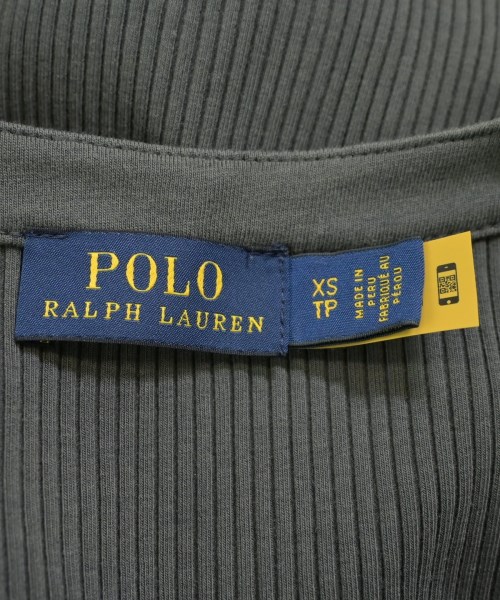 POLO
RALPH LAUREN
XS
TP
MADE IN
PERU
FABRIQUÉ AU
PÉROU